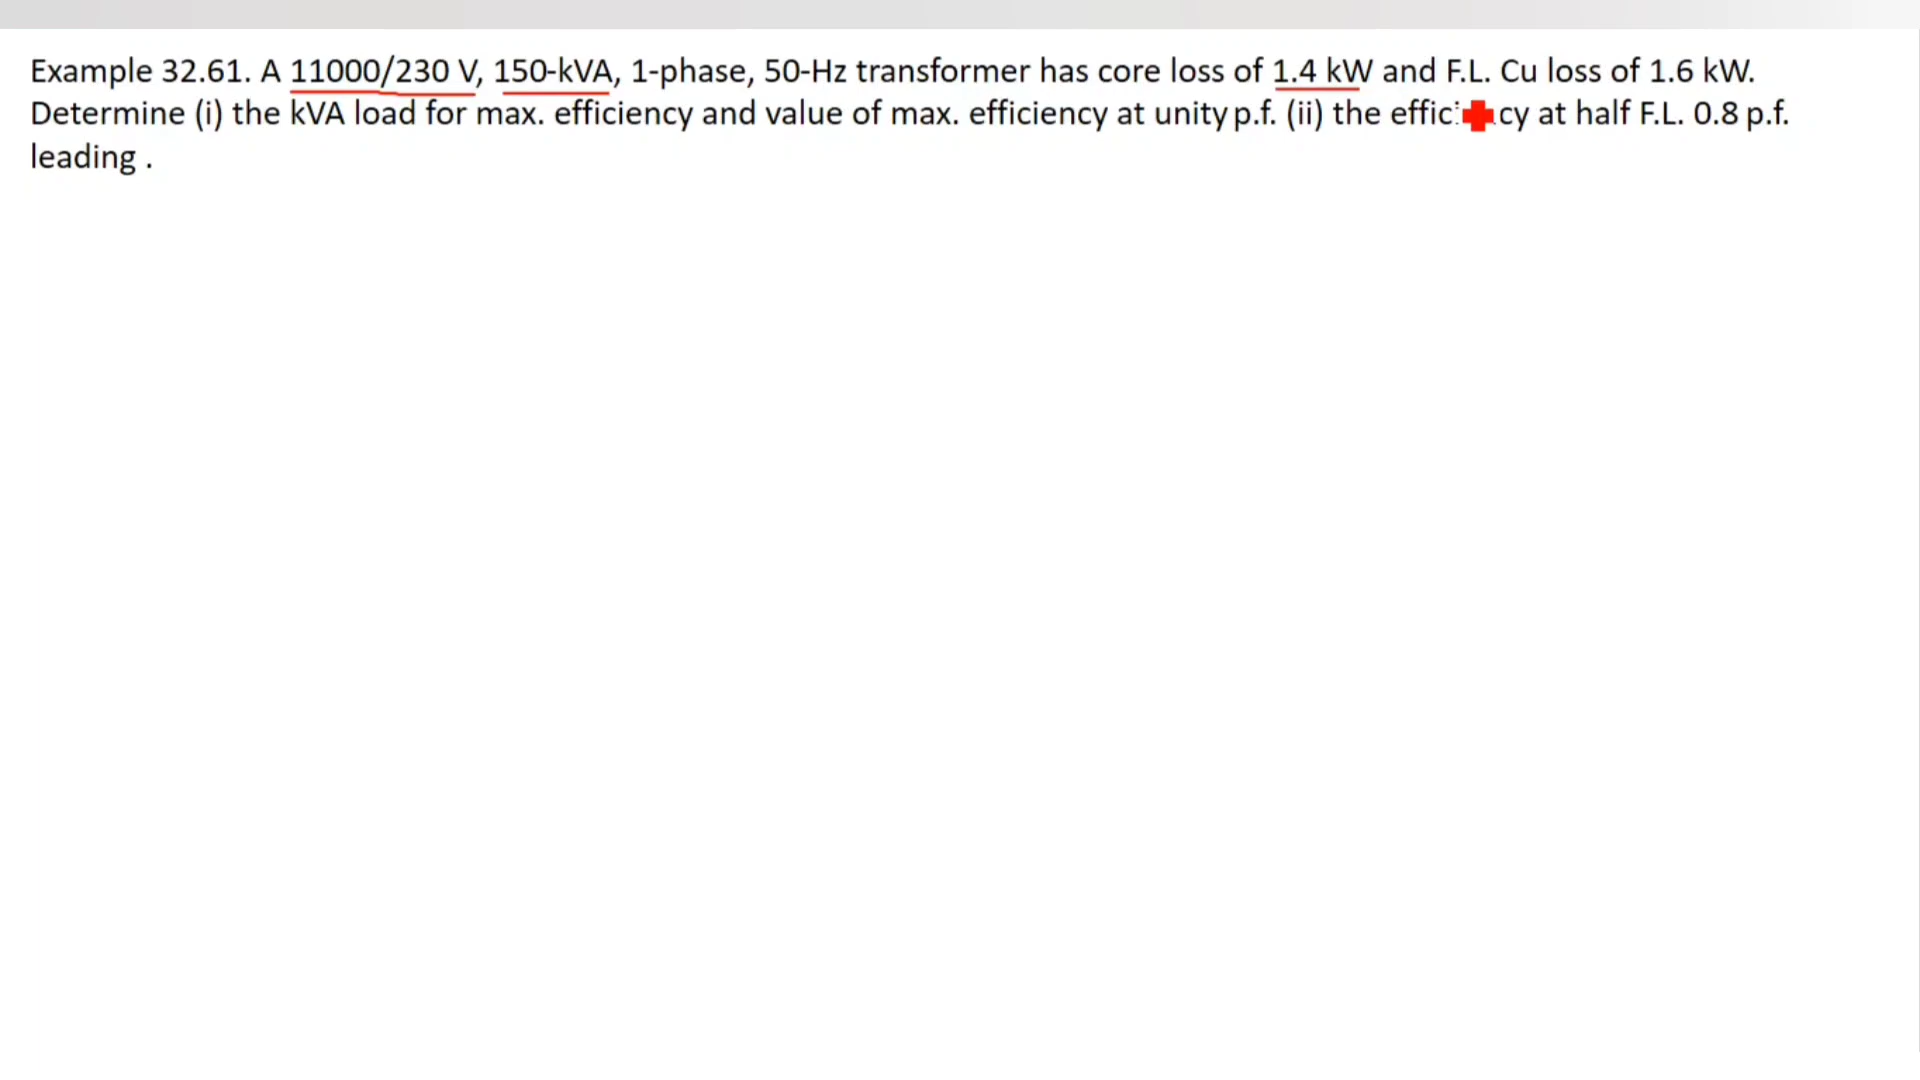 Example 32.61. A 11000/230 V, 150-kVA, 1-phase, 50-Hz transformer has core loss of 1.4 kW and F.L. Cu loss of 1.6 kW.
Determine (i) the kVA load for max. efficiency and value of max. efficiency at unity p.f. (ii) the at half F.L. 0.8 p.f.
leading .